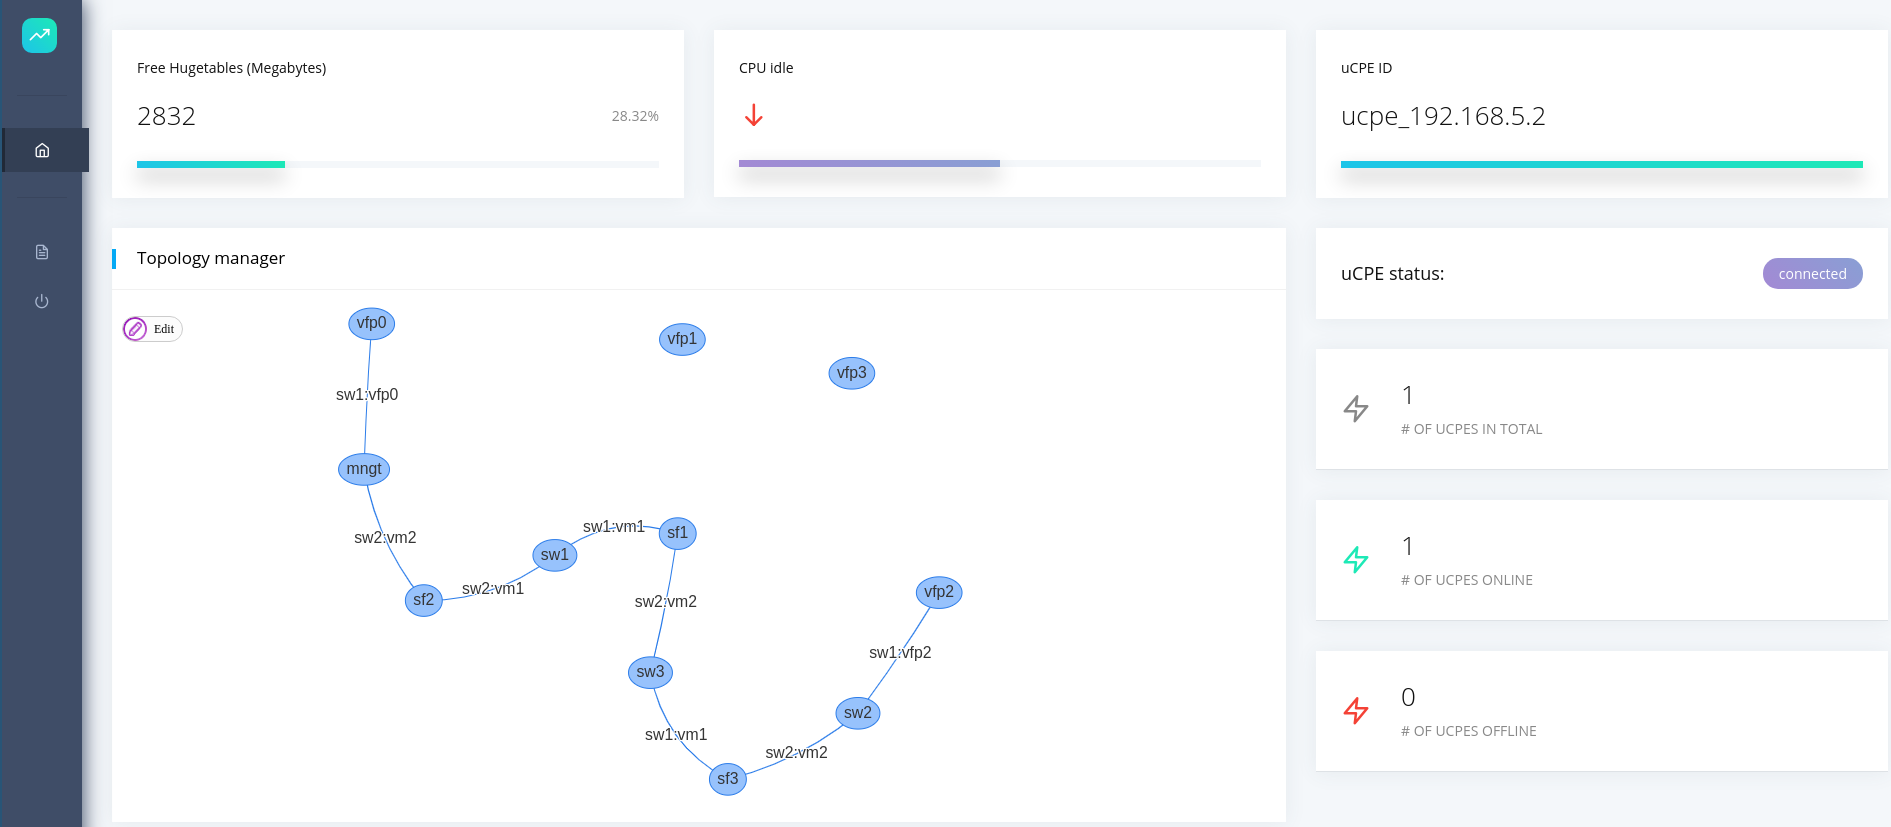 Free Hugetables (Megabytes)
2832
28.32%
CPU idle
uCPE ID
ucpe_192.168.5.2
Topology manager
Edit
vfp0
vfp1
vfp3
sw1:vfp0
mngt
sw2:vm2
sw1:vm1
sf1
sw1
sw2:vm1
sf2
sw2:vm2
vfp2
sw1:vfp2
sw3
sw2
sw1:vm1
sw2:vm2
sf3
uCPE status:
connected
1
# OF UCPES IN TOTAL
1
# OF UCPES ONLINE
0
# OF UCPES OFFLINE